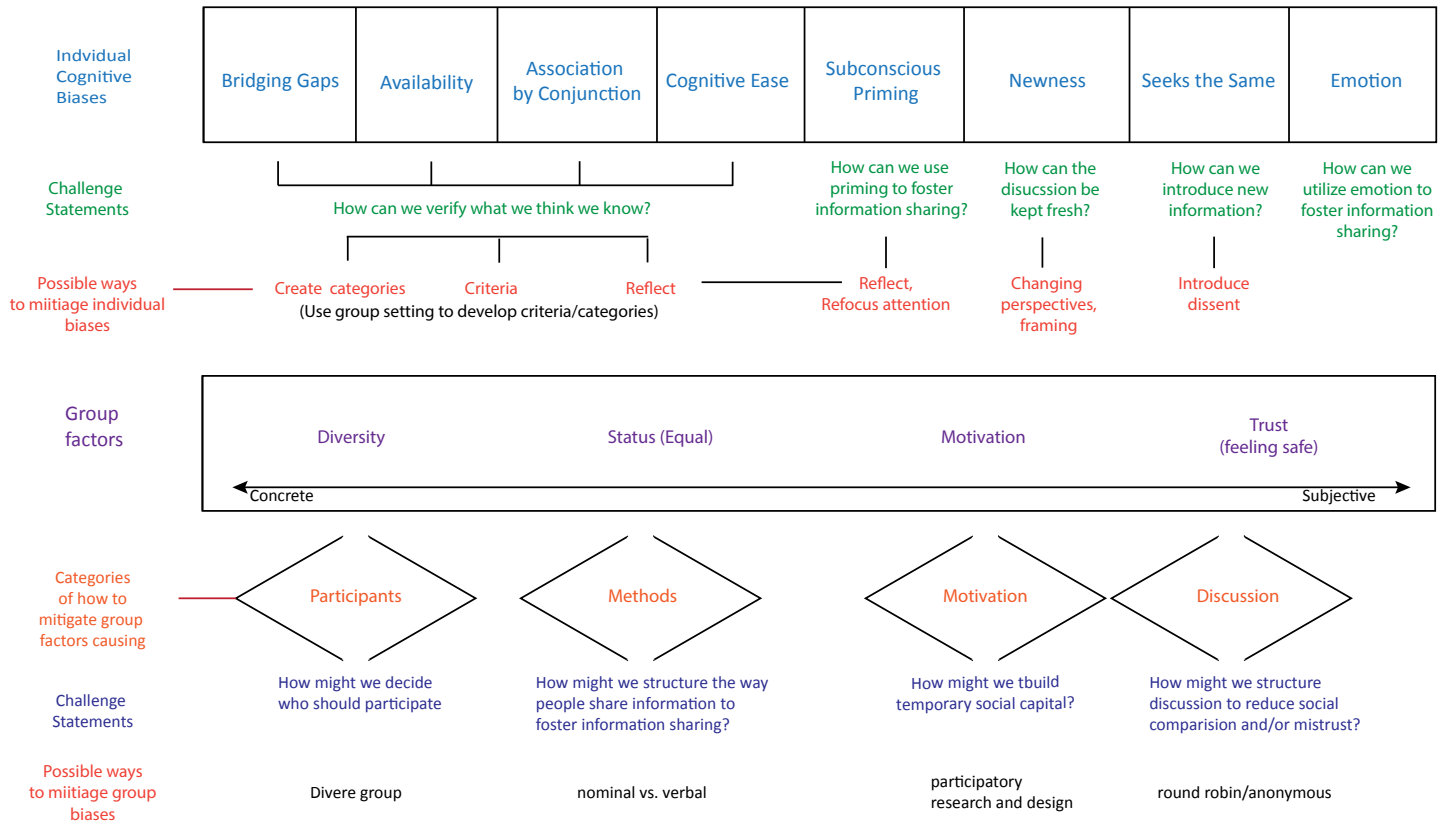 Indvidual
Cognitive
Biases
Bridging Gaps
Availability
Association
by Conjunction
Cognitive Ease
Subconscious
Priming
Newness
Seeks the Same
Emotion
Challenge
Statements
How can we verify what we think we know?
How can we use
priming to foster
information sharing?
How can the
disucssion be
kept fresh?
How can we
introduce new
information?
How can we
utilize emotion to
foster information
sharing?
Possible ways
to miitiage individual
biases
Create categories
Criteria
Reflect
(Use group setting to develop criteria/categories)
Reflect,
Refocus attention
Changing
perspectives,
framing
Introduce
dissent
Group
factors
Diversity
Status (Equal)
Motivation
Trust
(feeling safe)
Concrete
Subjective
Categories
of how to
mitigate group
factors causing
Participants
Methods
Motivation
Discussion
Challenge
Statements
How might we decide
who should participate
How might we structure the way
people share information to
foster information sharing?
How might we tbuild
temporary social capital?
How might we structure
discussion to reduce social
comparision and/or mistrust?
Possible ways
to miitiage group
biases
Divere group
nominal vs. verbal
participatory
research and design
round robin/anonymous